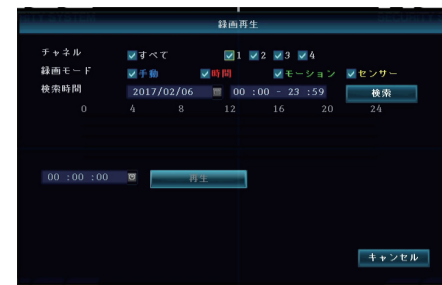 録画再生
チャネル すべて 1 2 3 4
録画モード 手動 時間 モーション センサー
検索時間 2017/02/06 00 :00 - 23 :59 検索
0 4 8 12 16 20 24
00 :00 :00 再生
キャンセル